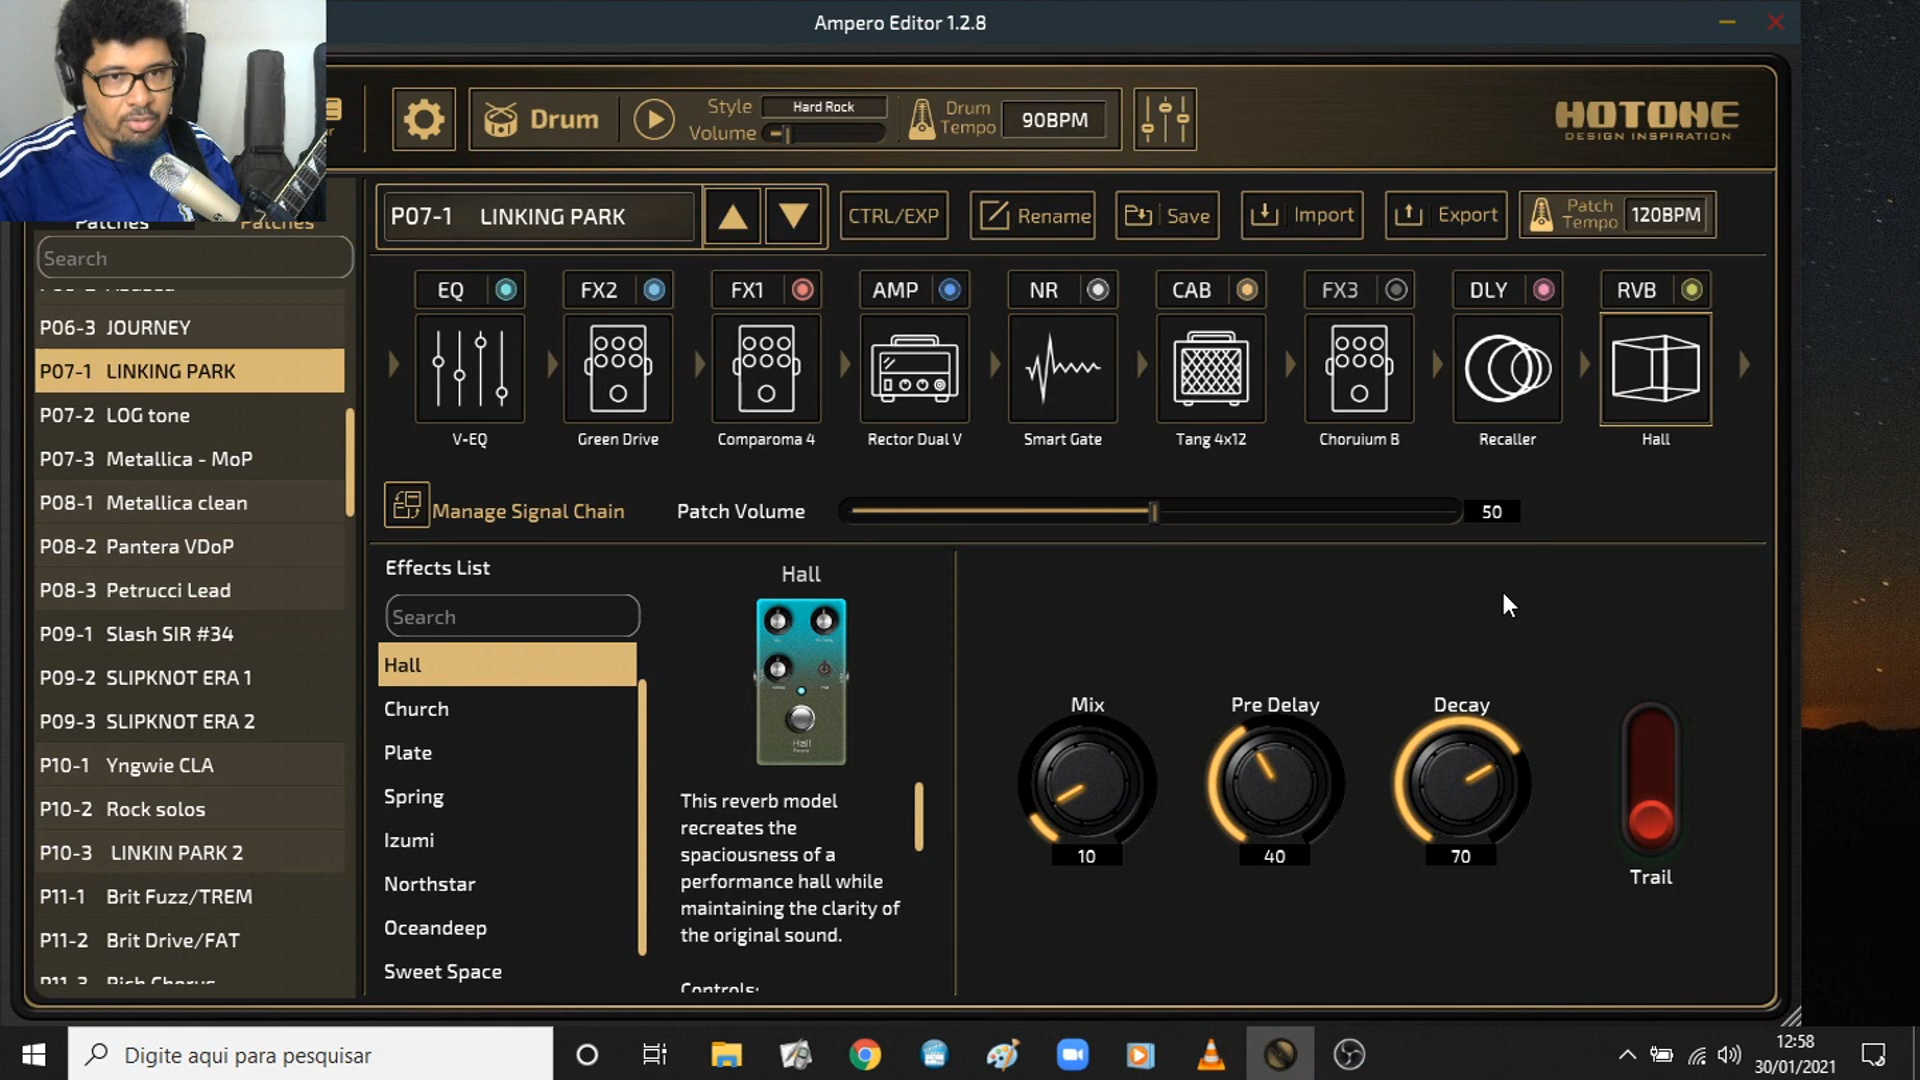 Ampero Editor 1.2.8
Drum
Style
Hard Rock
Volume
Drum
Tempo
90BPM
HOTONE
DESIGN INSPIRATION
Patches
Patches
Search
P06-3 JOURNEY
P07-1 LINKING PARK
P07-2 LOG tone
P07-3 Metallica - MoP
P08-1 Metallica clean
P08-2 Pantera VDoP
P08-3 Petrucci Lead
P09-1 Slash SIR #34
P09-2 SLIPKNOT ERA 1
P09-3 SLIPKNOT ERA 2
P10-1 Yngwie CLA
P10-2 Rock solos
P10-3 LINKIN PARK 2
P11-1 Brit Fuzz/TREM
P11-2 Brit Drive/FAT
P11-3 Rich Chorus
P07-1 LINKING PARK
CTRL/EXP
Rename
Save
Import
Export
Patch
Tempo
120BPM
EQ
FX2
FX1
AMP
NR
CAB
FX3
DLY
RVB
V-EQ
Green Drive
Comparoma 4
Rector Dual V
Smart Gate
Tang 4x12
Choruium B
Recaller
Hall
Manage Signal Chain
Patch Volume
50
Effects List
Search
Hall
Church
Plate
Spring
Izumi
Northstar
Oceandeep
Sweet Space
Hall
Hall
This reverb model
recreates the
spaciousness of a
performance hall while
maintaining the clarity of
the original sound.
Controls:
Mix
10
Pre Delay
40
Decay
70
Trail
Digite aqui para pesquisar
12:58
30/01/2021